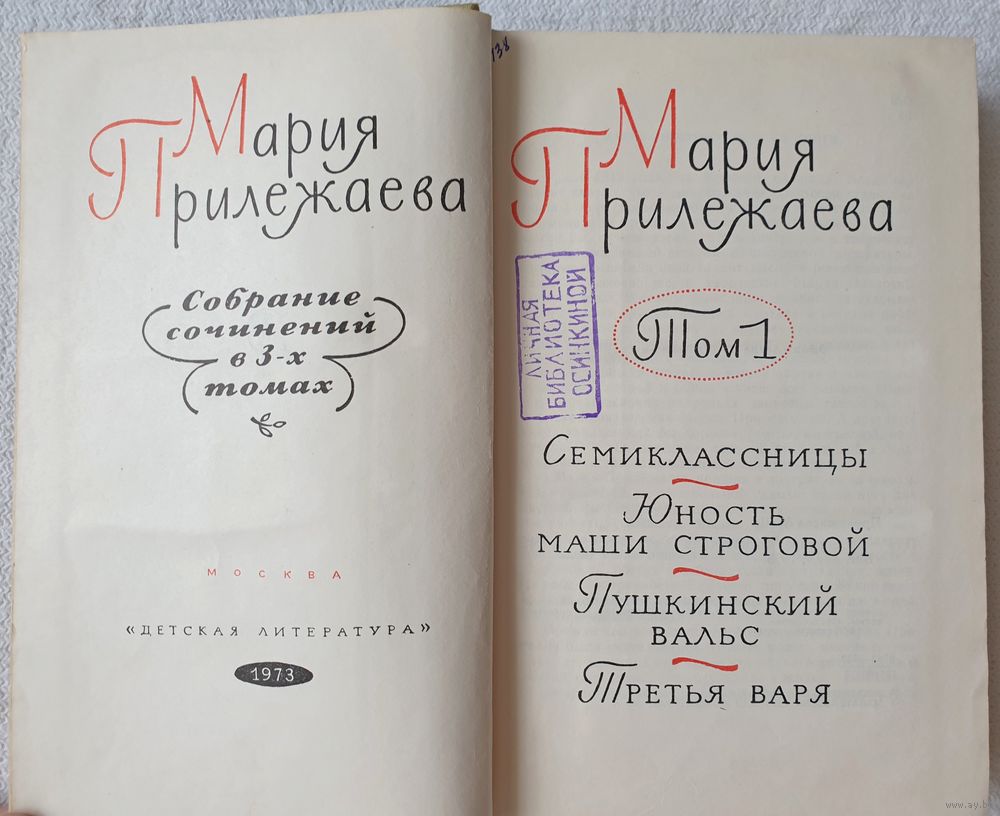 Мария
Прилежаева
Собрание
сочинений
в 3-х
томах
МОСКВА
«ДЕТСКАЯ ЛИТЕРАТУРА»
1973
138
Мария
Прилежаева
ЛИЧНАЯ
БИБЛИОТЕКА
ОСИНКИНОЙ
Том 1
СЕМИКЛАССНИЦЫ
ЮНОСТЬ
МАШИ СТРОГОВОЙ
ПУШКИНСКИЙ
ВАЛЬС
ТРЕТЬЯ ВАРЯ